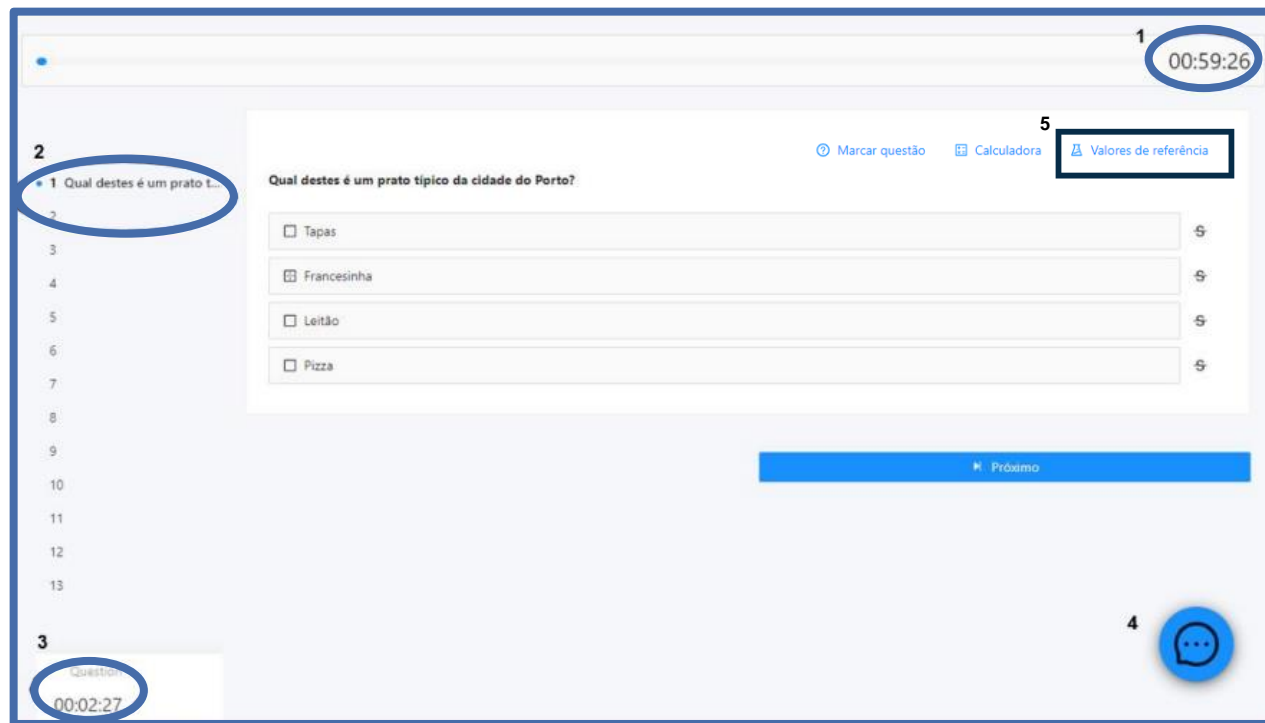 1
00:59:26
5
Marcar questão Calculadora Valores de referência
2
1 Qual destes é um prato t...
2
3
4
5
6
7
8
9
10
11
12
13
Qual destes é um prato típico da cidade do Porto?
Tapas S
Francesinha S
Leitão S
Pizza S
Próximo
4
3
Question
00:02:27